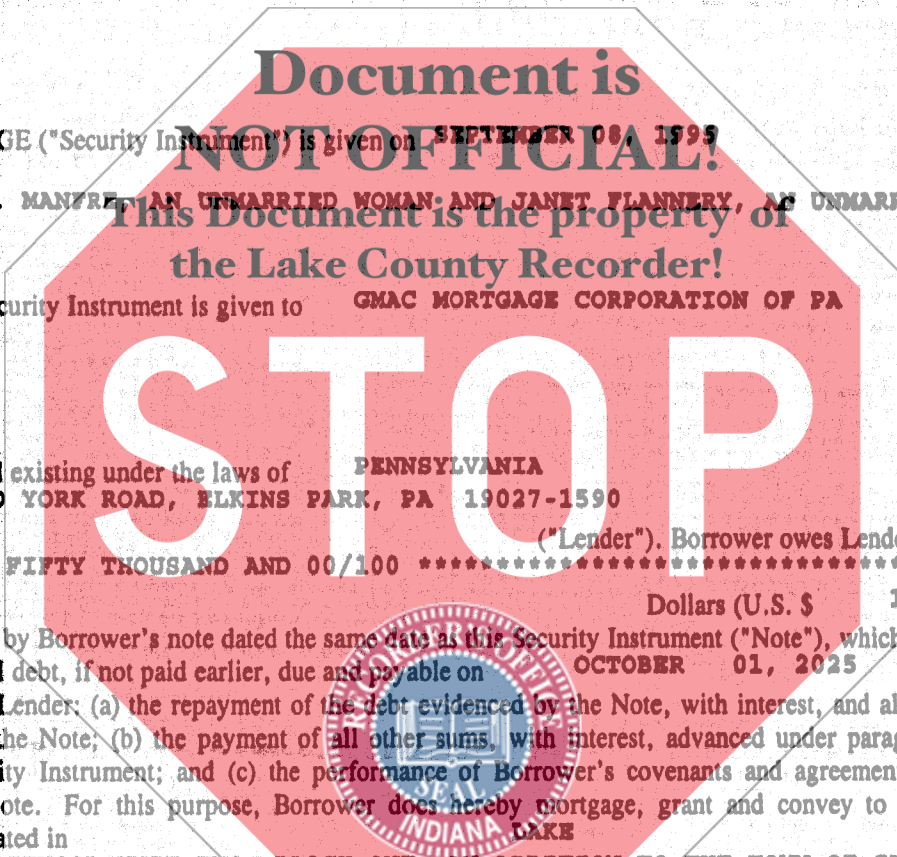 Document is
GE ("Security Instrument") is given on SEPTEMBER 08, 1995
NOT OFFICIAL!
MANFRE, AN UNMARRIED WOMAN AND JANET FLANNERY, AN UNMARR
This Document is the property of
the Lake County Recorder!
curity Instrument is given to GMAC MORTGAGE CORPORATION OF PA
STOP
existing under the laws of PENNSYLVANIA
YORK ROAD, ELKINS PARK, PA 19027-1590
("Lender"). Borrower owes Lende
FIFTY THOUSAND AND 00/100 **************************************
Dollars (U.S. $ 1
by Borrower's note dated the same date as this Security Instrument ("Note"), which
debt, if not paid earlier, due and payable on OCTOBER 01, 2025
Lender: (a) the repayment of the debt evidenced by the Note, with interest, and al
he Note; (b) the payment of all other sums, with interest, advanced under parag
ity Instrument; and (c) the performance of Borrower's covenants and agreement
ote. For this purpose, Borrower does hereby mortgage, grant and convey to
ated in LAKE
RECORDER'S OFFICE
SEAL
INDIANA